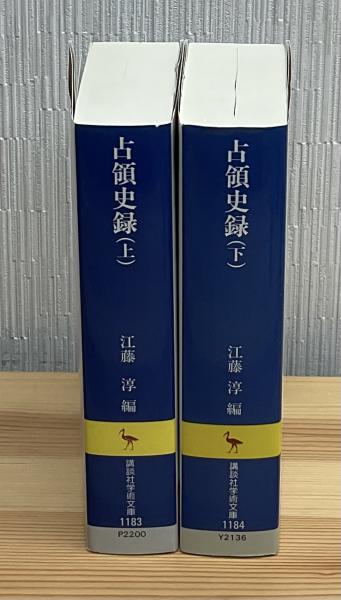 占領史録(上)
江藤 淳 編
講談社学術文庫
1183
P2200
占領史録(下)
江藤 淳 編
講談社学術文庫
1184
Y2136